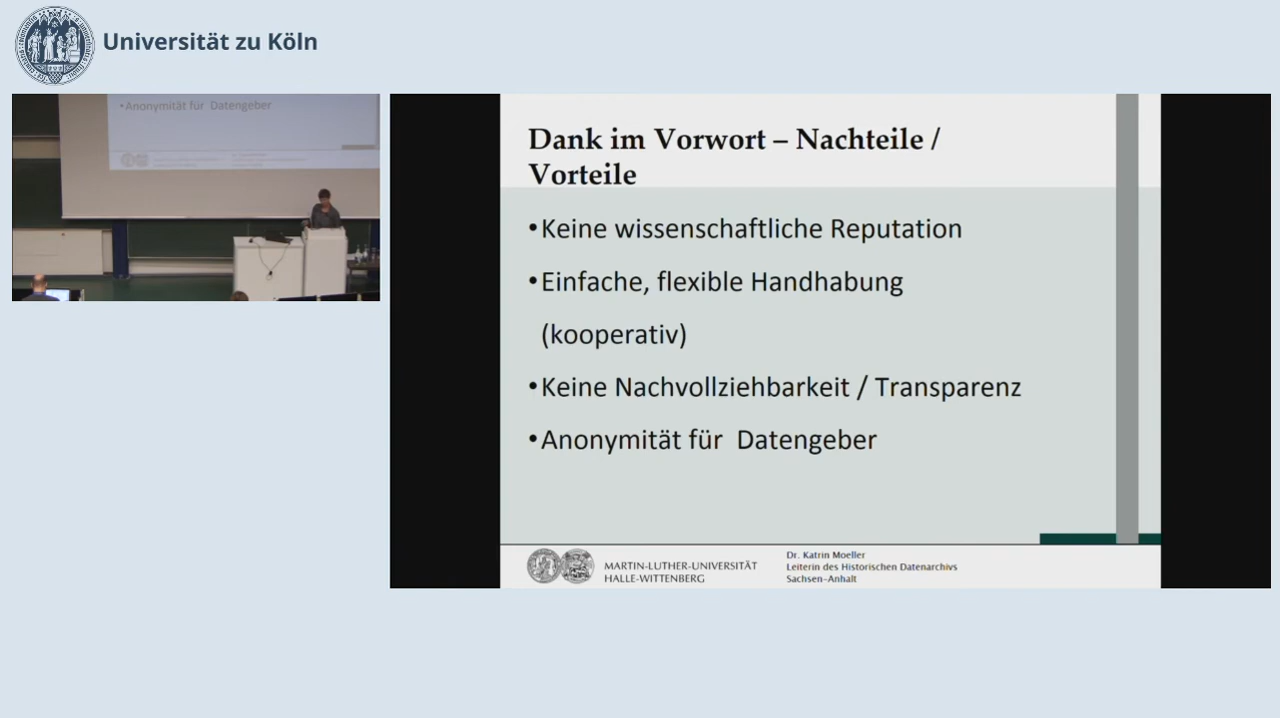 Universität zu Köln
•Anonymität für Datengeber
Dank im Vorwort – Nachteile /
Vorteile
•Keine wissenschaftliche Reputation
•Einfache, flexible Handhabung
(kooperativ)
•Keine Nachvollziehbarkeit / Transparenz
•Anonymität für Datengeber
MARTIN-LUTHER-UNIVERSITÄT
HALLE-WITTENBERG
Dr. Katrin Moeller
Leiterin des Historischen Datenarchivs
Sachsen-Anhalt